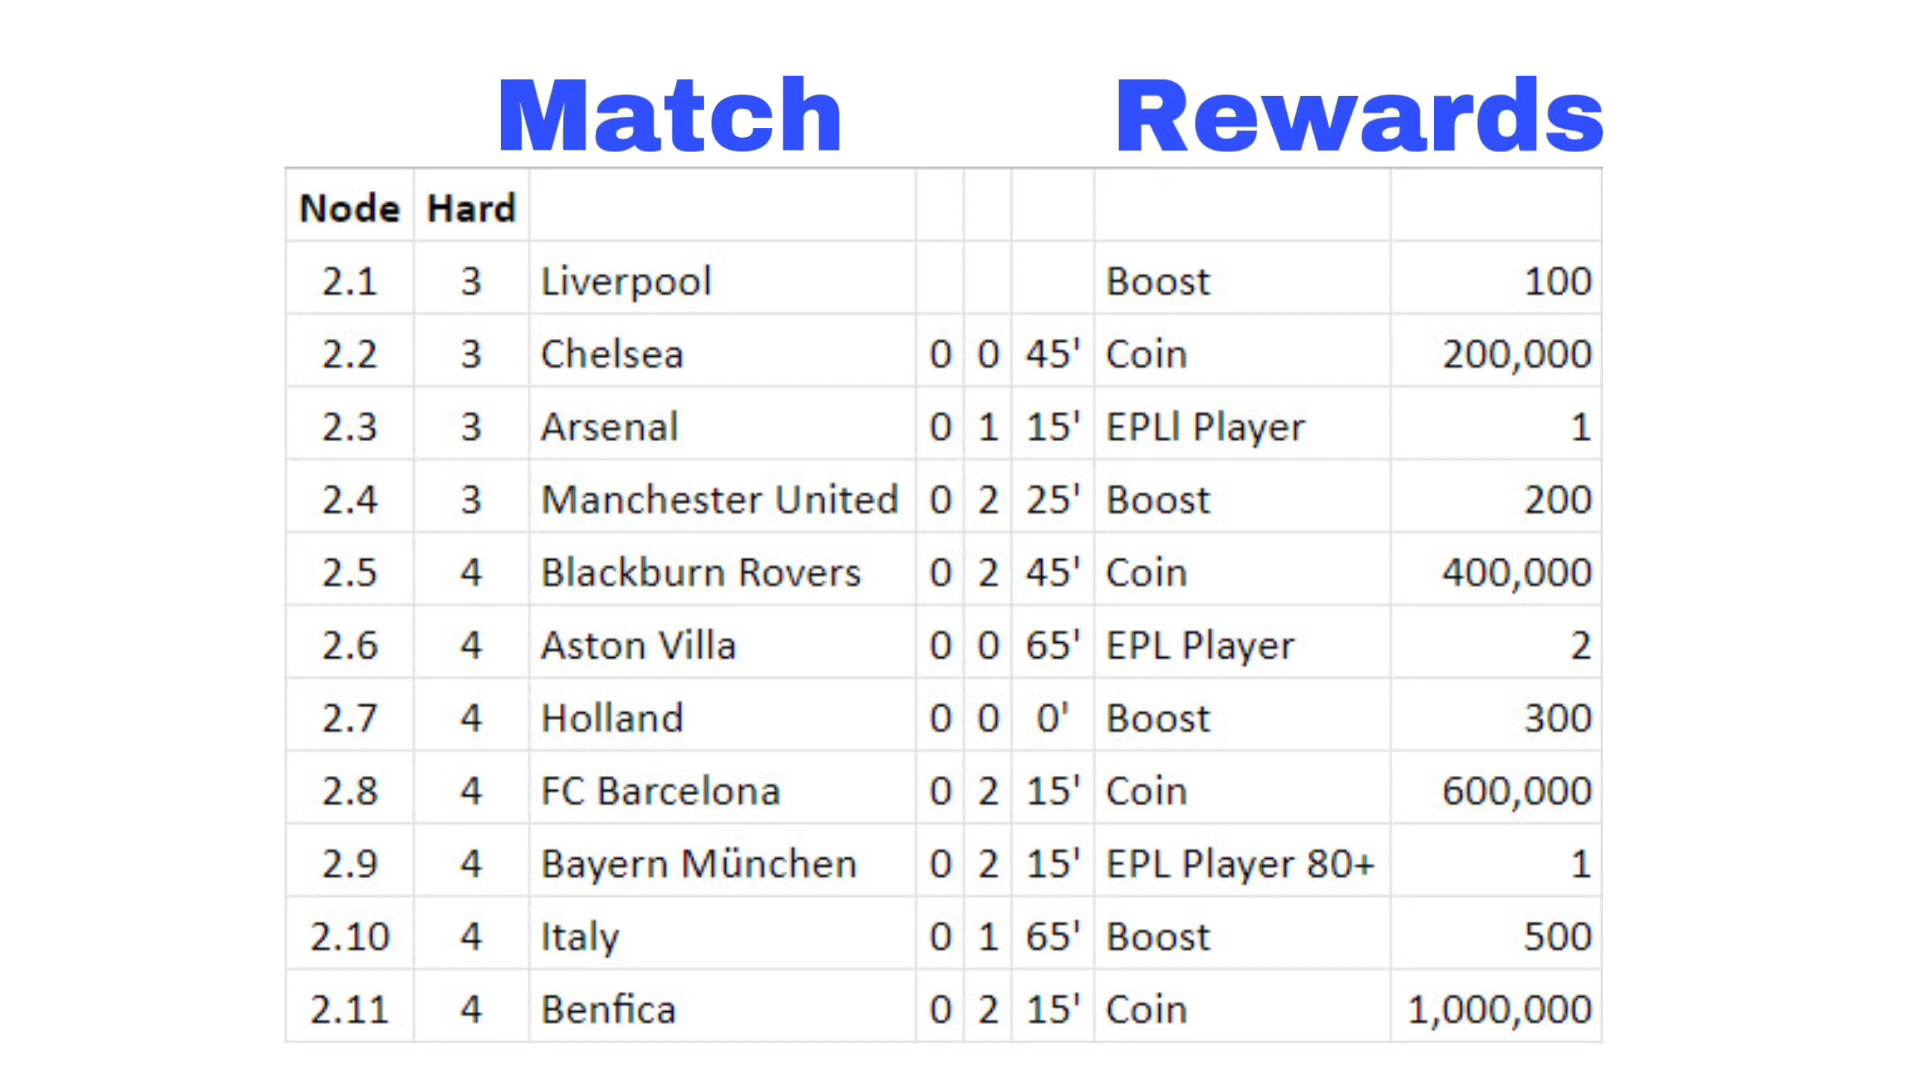 Match Rewards
Node Hard
2.1 3 Liverpool Boost 100
2.2 3 Chelsea 0 0 45' Coin 200,000
2.3 3 Arsenal 0 1 15' EPLl Player 1
2.4 3 Manchester United 0 2 25' Boost 200
2.5 4 Blackburn Rovers 0 2 45' Coin 400,000
2.6 4 Aston Villa 0 0 65' EPL Player 2
2.7 4 Holland 0 0 0' Boost 300
2.8 4 FC Barcelona 0 2 15' Coin 600,000
2.9 4 Bayern München 0 2 15' EPL Player 80+ 1
2.10 4 Italy 0 1 65' Boost 500
2.11 4 Benfica 0 2 15' Coin 1,000,000